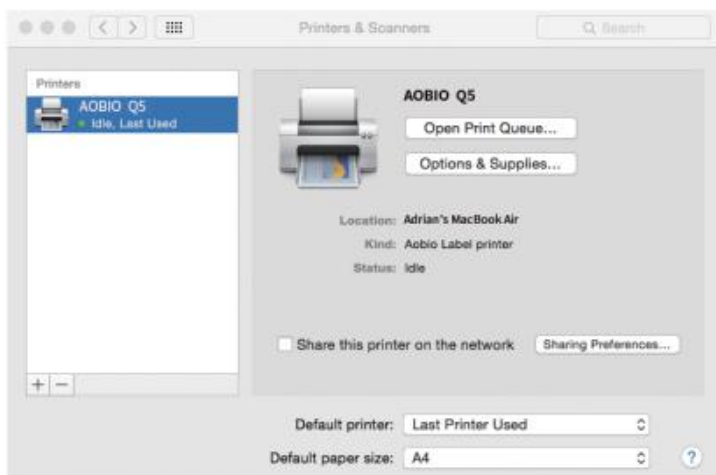 Printers & Scanners
Search
Printers
AOBIO Q5
Idle, Last Used
AOBIO Q5
Open Print Queue...
Options & Supplies...
Location: Adrian's MacBook Air
Kind: Aobio Label printer
Status: Idle
Share this printer on the network
Sharing Preferences...
+ −
Default printer: Last Printer Used
Default paper size: A4
?